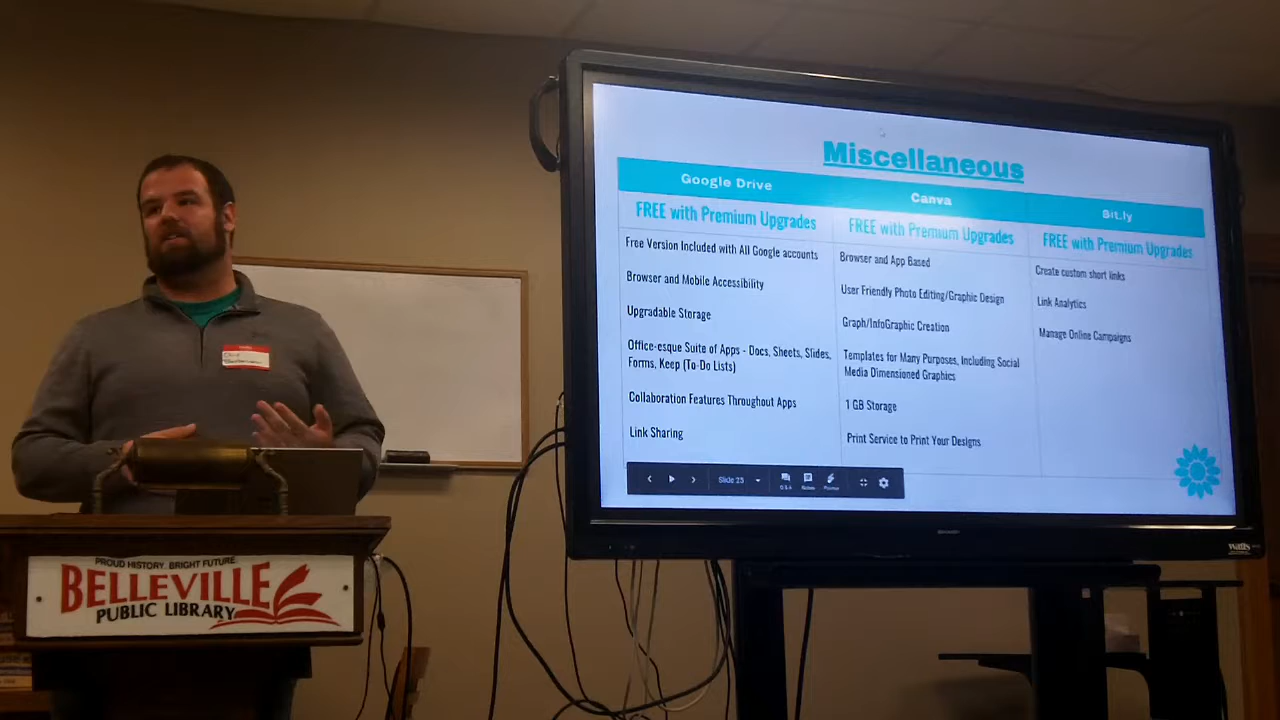 Miscellaneous
Google Drive
Canva
Bit.ly
FREE with Premium Upgrades
FREE with Premium Upgrades
FREE with Premium Upgrades
Free Version Included with All Google accounts
Browser and Mobile Accessibility
Upgradable Storage
Office-esque Suite of Apps - Docs, Sheets, Slides,
Forms, Keep (To-Do Lists)
Collaboration Features Throughout Apps
Link Sharing
Browser and App Based
User Friendly Photo Editing/Graphic Design
Graph/InfoGraphic Creation
Templates for Many Purposes, Including Social
Media Dimensioned Graphics
1 GB Storage
Print Service to Print Your Designs
Create custom short links
Link Analytics
Manage Online Campaigns
Slide 25
Q&A
Notes
Pointer
SHARP
watts
PROUD HISTORY. BRIGHT FUTURE
BELLEVILLE
PUBLIC LIBRARY